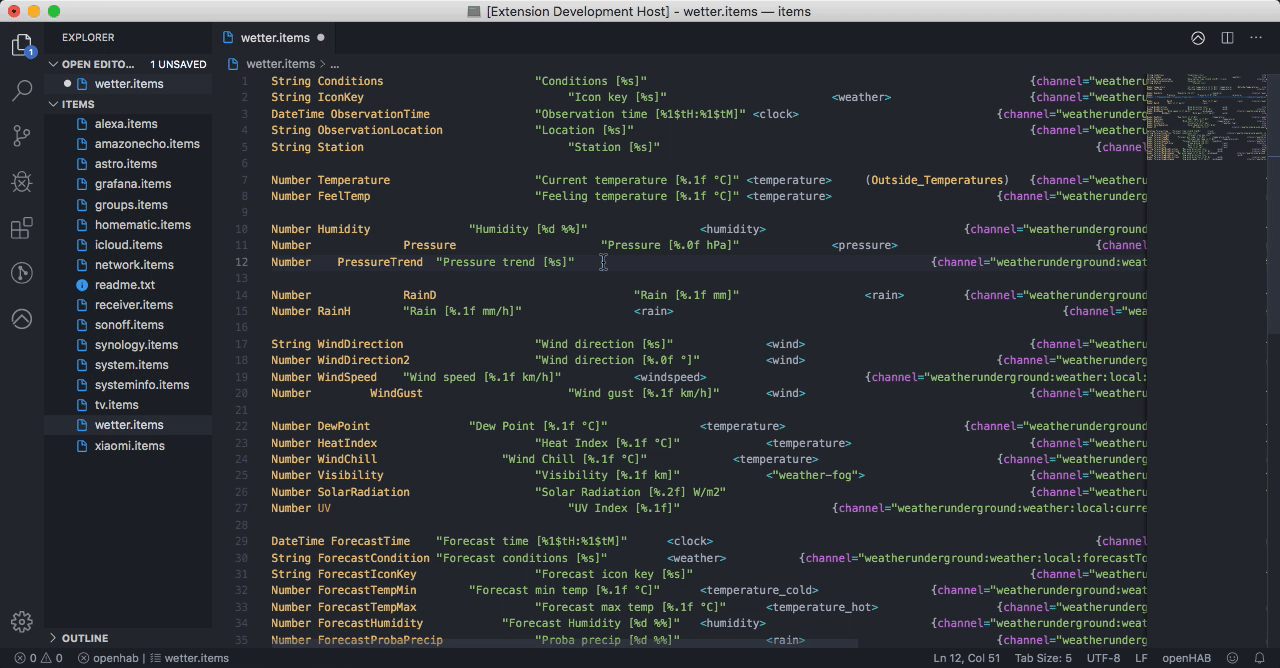 [Extension Development Host] - wetter.items — items
EXPLORER
OPEN EDITO... 1 UNSAVED
wetter.items
ITEMS
alexa.items
amazonecho.items
astro.items
grafana.items
groups.items
homematic.items
icloud.items
network.items
readme.txt
receiver.items
sonoff.items
synology.items
system.items
systeminfo.items
tv.items
wetter.items
xiaomi.items
OUTLINE
1
wetter.items
wetter.items > ...
1 String Conditions "Conditions [%s]" {channel="weatheru
2 String IconKey "Icon key [%s]" <weather> {channel="weatheru
3 DateTime ObservationTime "Observation time [%1$tH:%1$tM]" <clock> {channel="weatherunderg
4 String ObservationLocation "Location [%s]" {channel="weatheru
5 String Station "Station [%s]" {channel
6
7 Number Temperature "Current temperature [%.1f °C]" <temperature> (Outside_Temperatures) {channel="weatheru
8 Number FeelTemp "Feeling temperature [%.1f °C]" <temperature> {channel="weatherunderg
9
10 Number Humidity "Humidity [%d %%]" <humidity> {channel="weatherunderground
11 Number Pressure "Pressure [%.0f hPa]" <pressure> {channel
12 Number PressureTrend "Pressure trend [%s]" {channel="weatherunderground:weat
13
14 Number RainD "Rain [%.1f mm]" <rain> {channel="weatherunderground
15 Number RainH "Rain [%.1f mm/h]" <rain> {channel="wea
16
17 String WindDirection "Wind direction [%s]" <wind> {channel="weatheru
18 Number WindDirection2 "Wind direction [%.0f °]" <wind> {channel="weatheru
19 Number WindSpeed "Wind speed [%.1f km/h]" <windspeed> {channel="weatherunderground:weather:local:
20 Number WindGust "Wind gust [%.1f km/h]" <wind> {channel="weatheru
21
22 Number DewPoint "Dew Point [%.1f °C]" <temperature> {channel="weatherunderground
23 Number HeatIndex "Heat Index [%.1f °C]" <temperature> {channel="weatheru
24 Number WindChill "Wind Chill [%.1f °C]" <temperature> {channel="weatherunderg
25 Number Visibility "Visibility [%.1f km]" <"weather-fog"> {channel="weatheru
26 Number SolarRadiation "Solar Radiation [%.2f] W/m2" {channel="weatheru
27 Number UV "UV Index [%.1f]" {channel="weatherunderground:weather:local:curre
28
29 DateTime ForecastTime "Forecast time [%1$tH:%1$tM]" <clock> {channel
30 String ForecastCondition "Forecast conditions [%s]" <weather> {channel="weatherunderground:weather:local:forecastTo
31 String ForecastIconKey "Forecast icon key [%s]" {channel="weatheru
32 Number ForecastTempMin "Forecast min temp [%.1f °C]" <temperature_cold> {channel="weatherunderground:weat
33 Number ForecastTempMax "Forecast max temp [%.1f °C]" <temperature_hot> {channel="weatheru
34 Number ForecastHumidity "Forecast Humidity [%d %%]" <humidity> {channel="weatherunderground:weat
35 Number ForecastProbaPrecip "Proba precip [%d %%]" <rain> {channel="weatherunderg
0 0 openhab | wetter.items Ln 12, Col 51 Tab Size: 5 UTF-8 LF openHAB